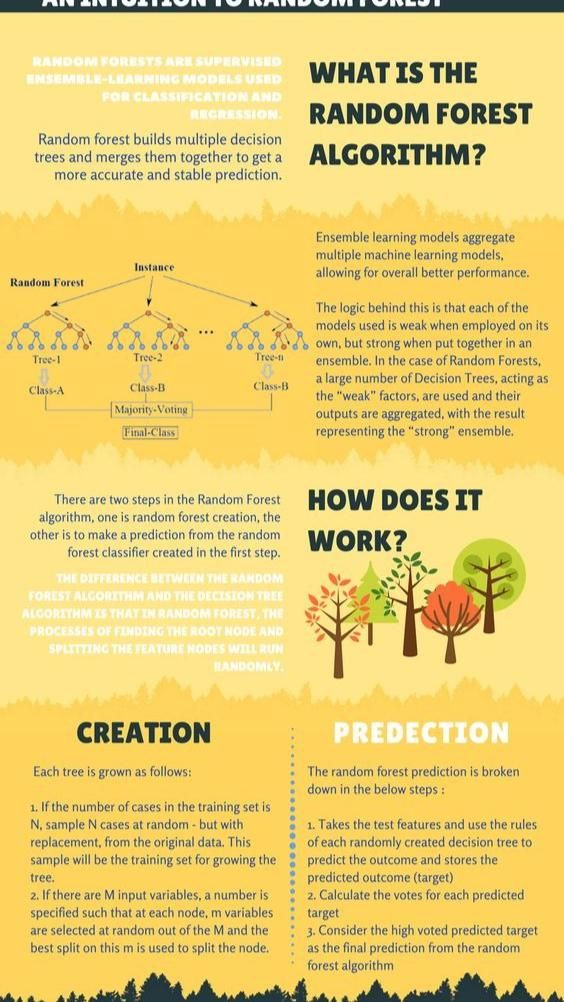 AN INTUITION TO RANDOM FOREST
RANDOM FORESTS ARE SUPERVISED
ENSEMBLE-LEARNING MODELS USED
FOR CLASSIFICATION AND
REGRESSION.
Random forest builds multiple decision
trees and merges them together to get a
more accurate and stable prediction.
WHAT IS THE
RANDOM FOREST
ALGORITHM?
Instance
Random Forest
...
Tree-1
Tree-2
Tree-n
Class-A
Class-B
Class-B
Majority-Voting
Final-Class
Ensemble learning models aggregate
multiple machine learning models,
allowing for overall better performance.
The logic behind this is that each of the
models used is weak when employed on its
own, but strong when put together in an
ensemble. In the case of Random Forests,
a large number of Decision Trees, acting as
the “weak” factors, are used and their
outputs are aggregated, with the result
representing the “strong” ensemble.
There are two steps in the Random Forest
algorithm, one is random forest creation, the
other is to make a prediction from the random
forest classifier created in the first step.
THE DIFFERENCE BETWEEN THE RANDOM
FOREST ALGORITHM AND THE DECISION TREE
ALGORITHM IS THAT IN RANDOM FOREST, THE
PROCESSES OF FINDING THE ROOT NODE AND
SPLITTING THE FEATURE NODES WILL RUN
RANDOMLY.
HOW DOES IT
WORK?
CREATION
Each tree is grown as follows:
1. If the number of cases in the training set is
N, sample N cases at random - but with
replacement, from the original data. This
sample will be the training set for growing the
tree.
2. If there are M input variables, a number is
specified such that at each node, m variables
are selected at random out of the M and the
best split on this m is used to split the node.
PREDECTION
The random forest prediction is broken
down in the below steps :
1. Takes the test features and use the rules
of each randomly created decision tree to
predict the outcome and stores the
predicted outcome (target)
2. Calculate the votes for each predicted
target
3. Consider the high voted predicted target
as the final prediction from the random
forest algorithm